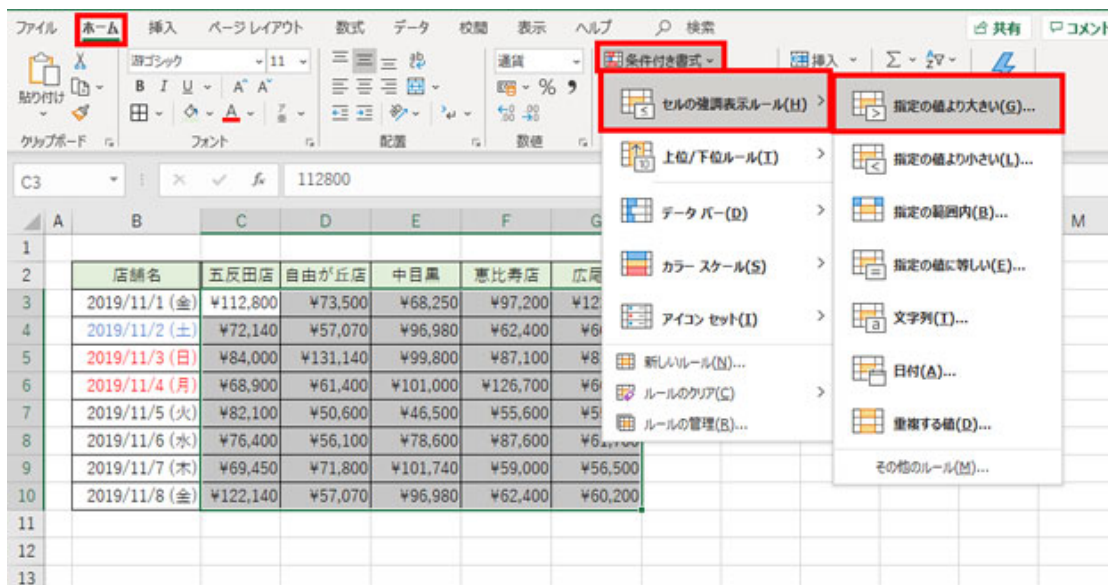 ファイル ホーム 挿入 ページ レイアウト 数式 データ 校閲 表示 ヘルプ 検索 共有 コメント
貼り付け 游ゴシック 11 通貨 条件付き書式 挿入
B I U A A
クリップボード フォント 配置 数値
セルの強調表示ルール(H)
上位/下位ルール(T)
データ バー(D)
カラー スケール(S)
アイコン セット(I)
新しいルール(N)...
ルールのクリア(C)
ルールの管理(R)...
指定の値より大きい(G)...
指定の値より小さい(L)...
指定の範囲内(B)...
指定の値に等しい(E)...
文字列(T)...
日付(A)...
重複する値(D)...
その他のルール(M)...
C3 fx 112800
A B C D E F G M
1
2 店舗名 五反田店 自由が丘店 中目黒 恵比寿店 広尾
3 2019/11/1 (金) ¥112,800 ¥73,500 ¥68,250 ¥97,200 ¥12
4 2019/11/2 (土) ¥72,140 ¥57,070 ¥96,980 ¥62,400 ¥6
5 2019/11/3 (日) ¥84,000 ¥131,140 ¥99,800 ¥87,100 ¥8
6 2019/11/4 (月) ¥68,900 ¥61,400 ¥101,000 ¥126,700 ¥6
7 2019/11/5 (火) ¥82,100 ¥50,600 ¥46,500 ¥55,600 ¥5
8 2019/11/6 (水) ¥76,400 ¥56,100 ¥78,600 ¥87,600
9 2019/11/7 (木) ¥69,450 ¥71,800 ¥101,740 ¥59,000 ¥56,500
10 2019/11/8 (金) ¥122,140 ¥57,070 ¥96,980 ¥62,400 ¥60,200
11
12
13